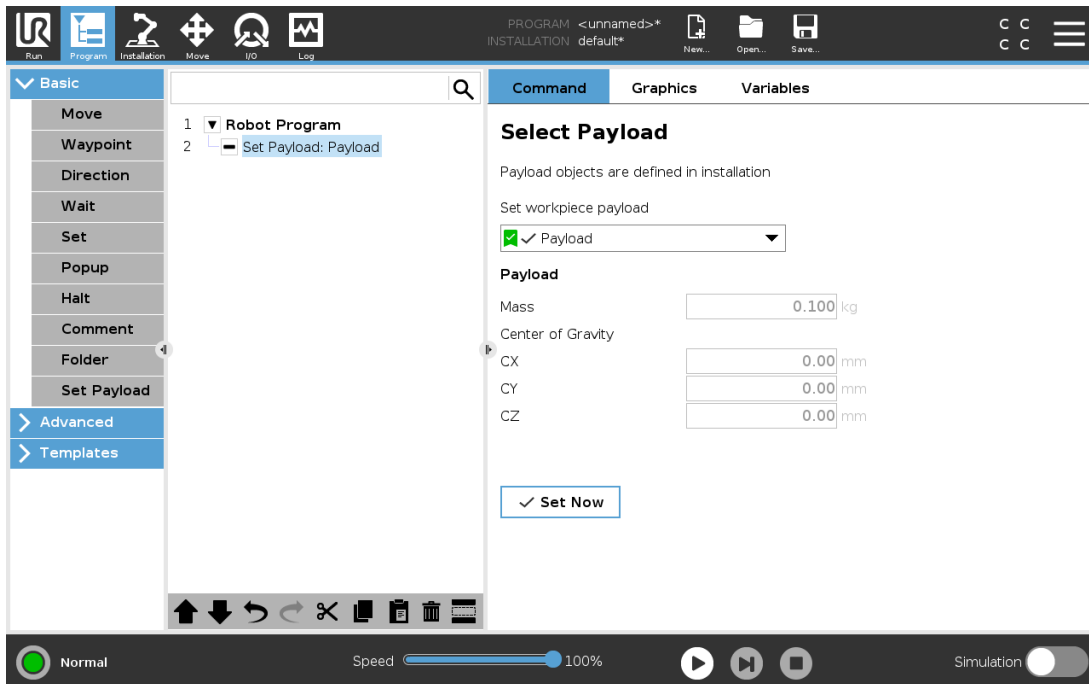 PROGRAM <unnamed>*
INSTALLATION default*
New... Open... Save...
C C
C C
Run Program Installation Move I/O Log
Basic
Move
Waypoint
Direction
Wait
Set
Popup
Halt
Comment
Folder
Set Payload
Advanced
Templates
1 Robot Program
2 Set Payload: Payload
Command Graphics Variables
Select Payload
Payload objects are defined in installation
Set workpiece payload
Payload
Payload
Mass 0.100 kg
Center of Gravity
CX 0.00 mm
CY 0.00 mm
CZ 0.00 mm
Set Now
Normal
Speed 100%
Simulation